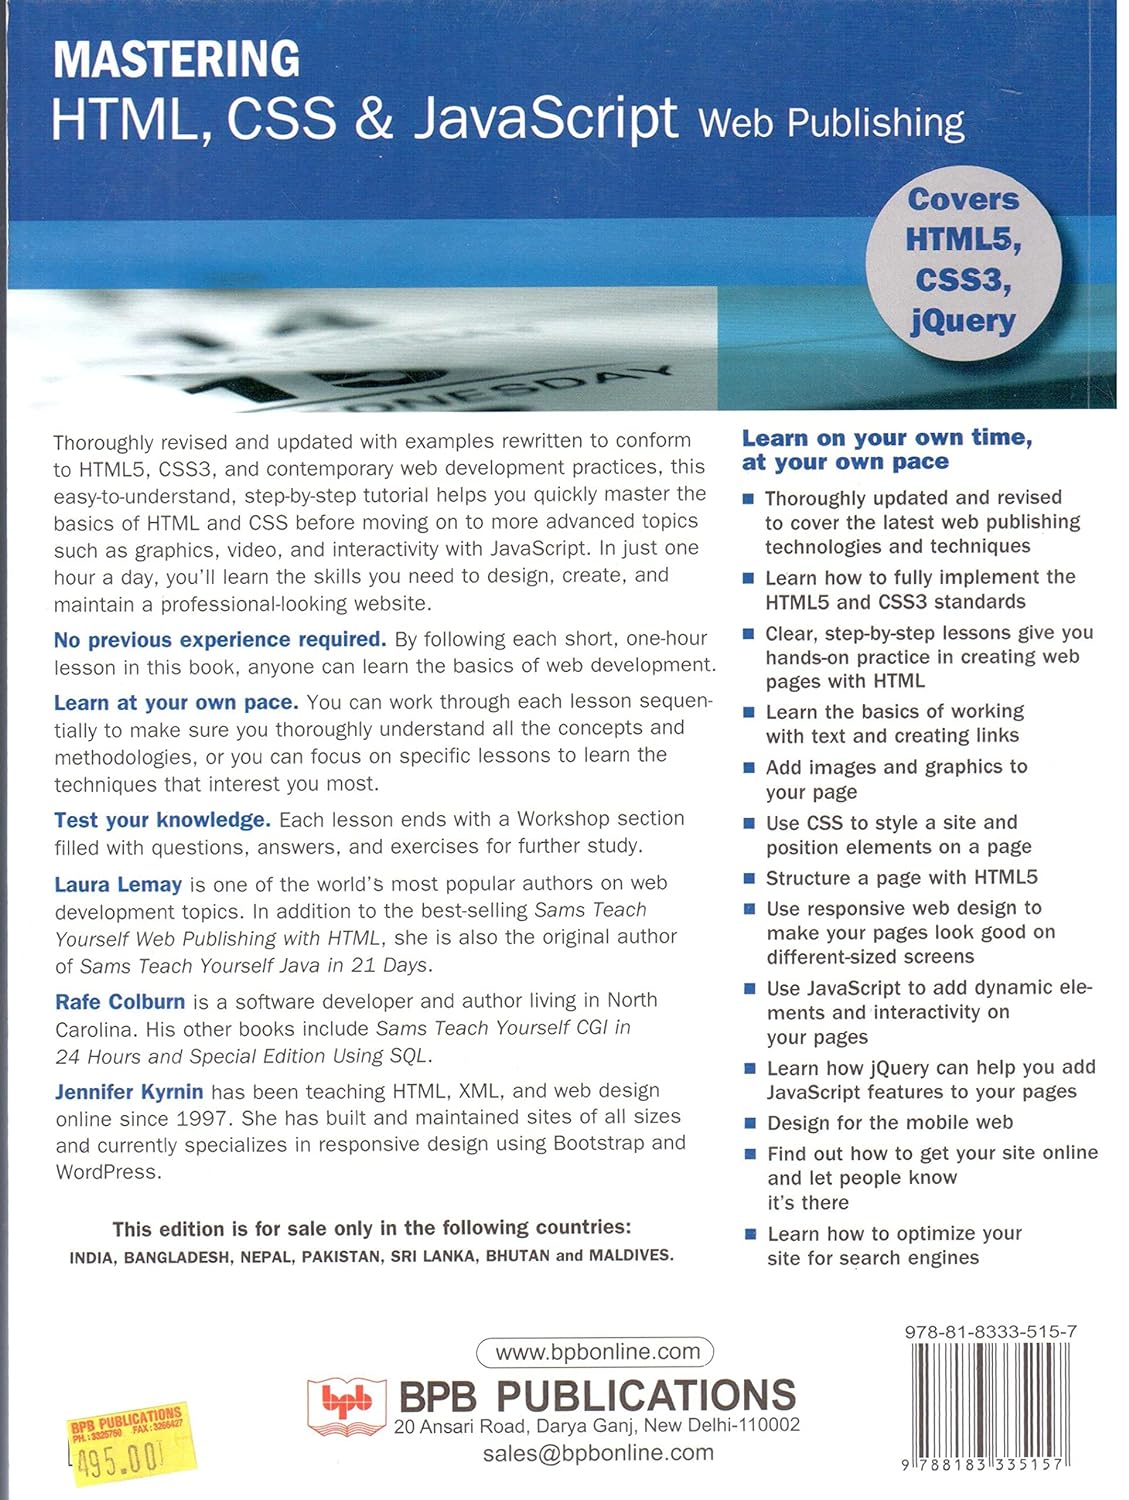 MASTERING
HTML, CSS & JavaScript Web Publishing
Covers
HTML5,
CSS3,
jQuery
15
WEDNESDAY
Thoroughly revised and updated with examples rewritten to conform
to HTML5, CSS3, and contemporary web development practices, this
easy-to-understand, step-by-step tutorial helps you quickly master the
basics of HTML and CSS before moving on to more advanced topics
such as graphics, video, and interactivity with JavaScript. In just one
hour a day, you'll learn the skills you need to design, create, and
maintain a professional-looking website.
No previous experience required. By following each short, one-hour
lesson in this book, anyone can learn the basics of web development.
Learn at your own pace. You can work through each lesson sequen-
tially to make sure you thoroughly understand all the concepts and
methodologies, or you can focus on specific lessons to learn the
techniques that interest you most.
Test your knowledge. Each lesson ends with a Workshop section
filled with questions, answers, and exercises for further study.
Laura Lemay is one of the world's most popular authors on web
development topics. In addition to the best-selling Sams Teach
Yourself Web Publishing with HTML, she is also the original author
of Sams Teach Yourself Java in 21 Days.
Rafe Colburn is a software developer and author living in North
Carolina. His other books include Sams Teach Yourself CGI in
24 Hours and Special Edition Using SQL.
Jennifer Kyrnin has been teaching HTML, XML, and web design
online since 1997. She has built and maintained sites of all sizes
and currently specializes in responsive design using Bootstrap and
WordPress.
This edition is for sale only in the following countries:
INDIA, BANGLADESH, NEPAL, PAKISTAN, SRI LANKA, BHUTAN and MALDIVES.
Learn on your own time,
at your own pace
Thoroughly updated and revised
to cover the latest web publishing
technologies and techniques
Learn how to fully implement the
HTML5 and CSS3 standards
Clear, step-by-step lessons give you
hands-on practice in creating web
pages with HTML
Learn the basics of working
with text and creating links
Add images and graphics to
your page
Use CSS to style a site and
position elements on a page
Structure a page with HTML5
Use responsive web design to
make your pages look good on
different-sized screens
Use JavaScript to add dynamic ele-
ments and interactivity on
your pages
Learn how jQuery can help you add
JavaScript features to your pages
Design for the mobile web
Find out how to get your site online
and let people know
it's there
Learn how to optimize your
site for search engines
www.bpbonline.com
bpb BPB PUBLICATIONS
20 Ansari Road, Darya Ganj, New Delhi-110002
sales@bpbonline.com
BPB PUBLICATIONS
PH.: 3325760 FAX : 3266427
495.00
978-81-8333-515-7
9 788183 335157